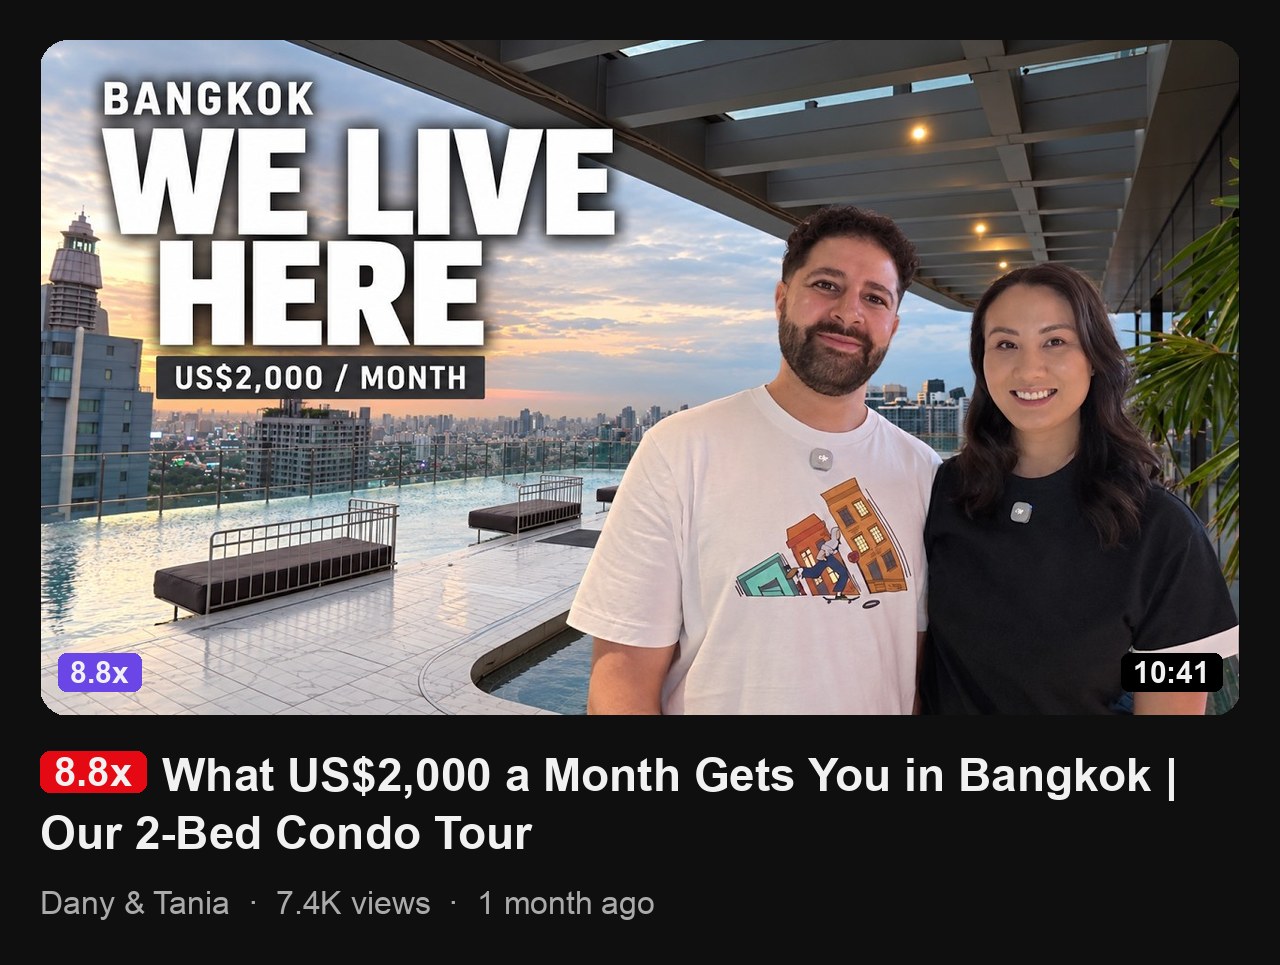 BANGKOK
WE LIVE
HERE
US$2,000 / MONTH
8.8x
10:41
8.8x What US$2,000 a Month Gets You in Bangkok |
Our 2-Bed Condo Tour
Dany & Tania · 7.4K views · 1 month ago